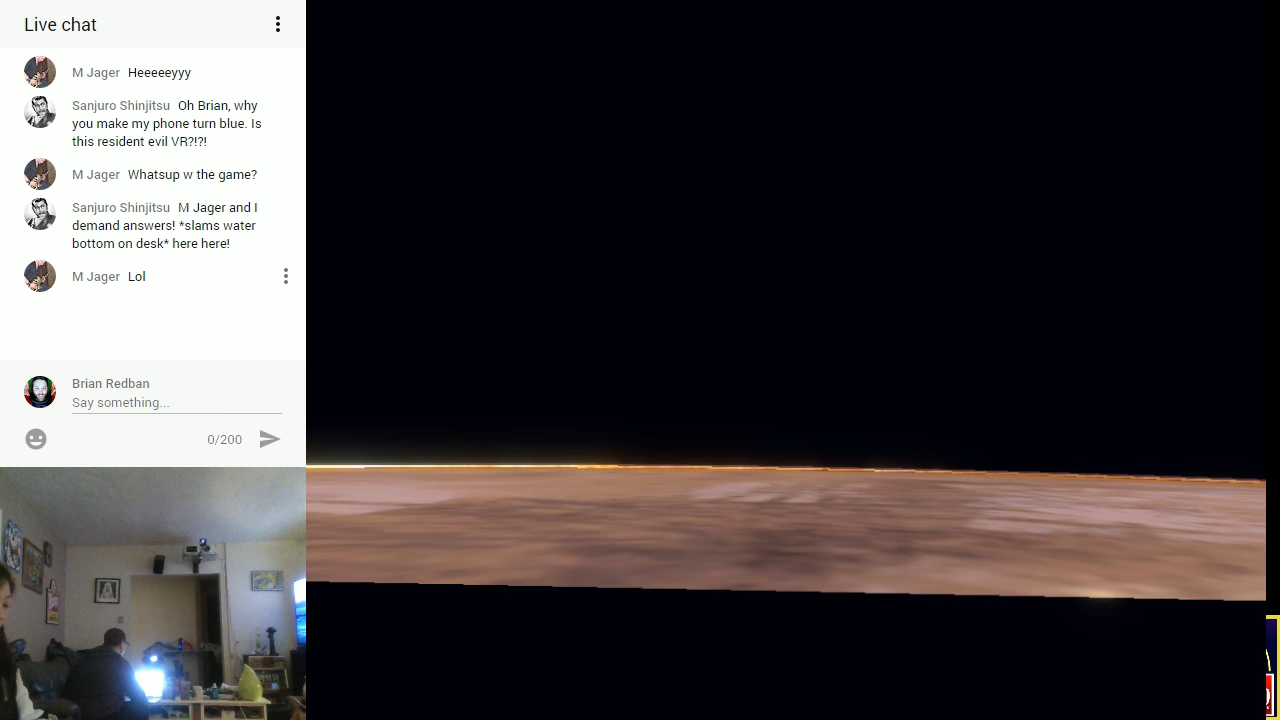 Live chat
M Jager Heeeeeyyy
Sanjuro Shinjitsu Oh Brian, why
you make my phone turn blue. Is
this resident evil VR?!?!
M Jager Whatsup w the game?
Sanjuro Shinjitsu M Jager and I
demand answers! *slams water
bottom on desk* here here!
M Jager Lol
Brian Redban
Say something...
0/200